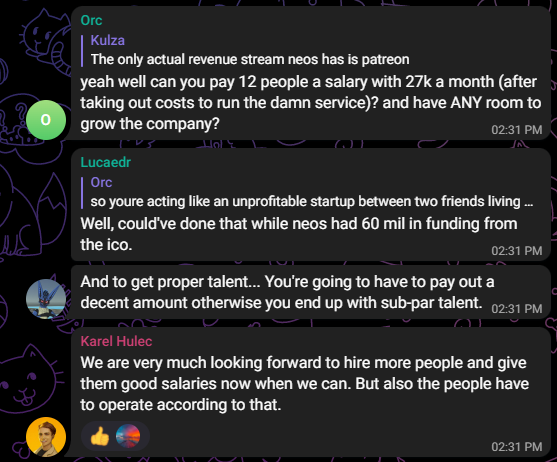 Orc
Kulza
The only actual revenue stream neos has is patreon
yeah well can you pay 12 people a salary with 27k a month (after
taking out costs to run the damn service)? and have ANY room to
grow the company?
O
02:31 PM
Lucaedr
Orc
so youre acting like an unprofitable startup between two friends living ...
Well, could've done that while neos had 60 mil in funding from
the ico.
02:31 PM
And to get proper talent... You're going to have to pay out a
decent amount otherwise you end up with sub-par talent.
02:31 PM
Karel Hulec
We are very much looking forward to hire more people and give
them good salaries now when we can. But also the people have
to operate according to that.
02:31 PM